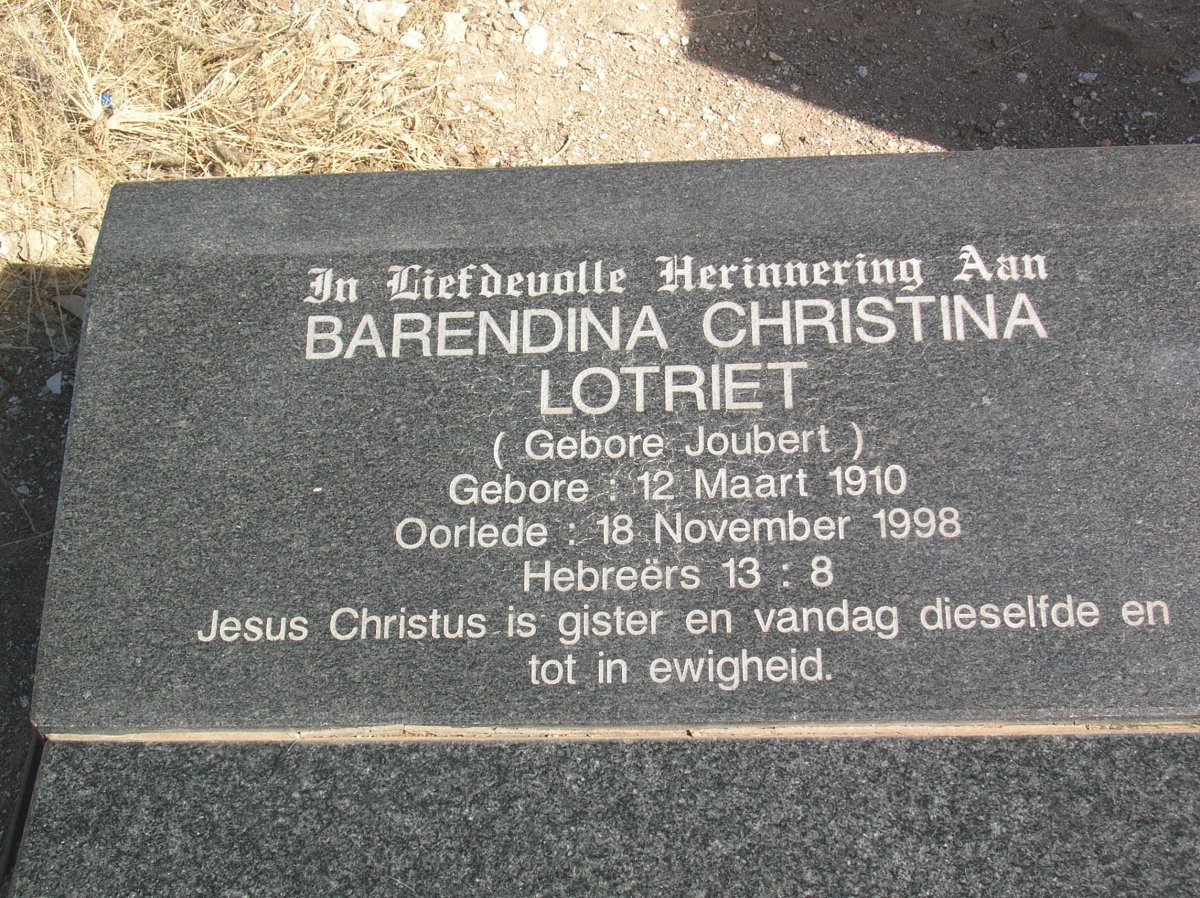 In Liefdevolle Herinnering Aan
BARENDINA CHRISTINA
LOTRIET
( Gebore Joubert )
Gebore : 12 Maart 1910
Oorlede : 18 November 1998
Hebreërs 13 : 8
Jesus Christus is gister en vandag dieselfde en
tot in ewigheid.